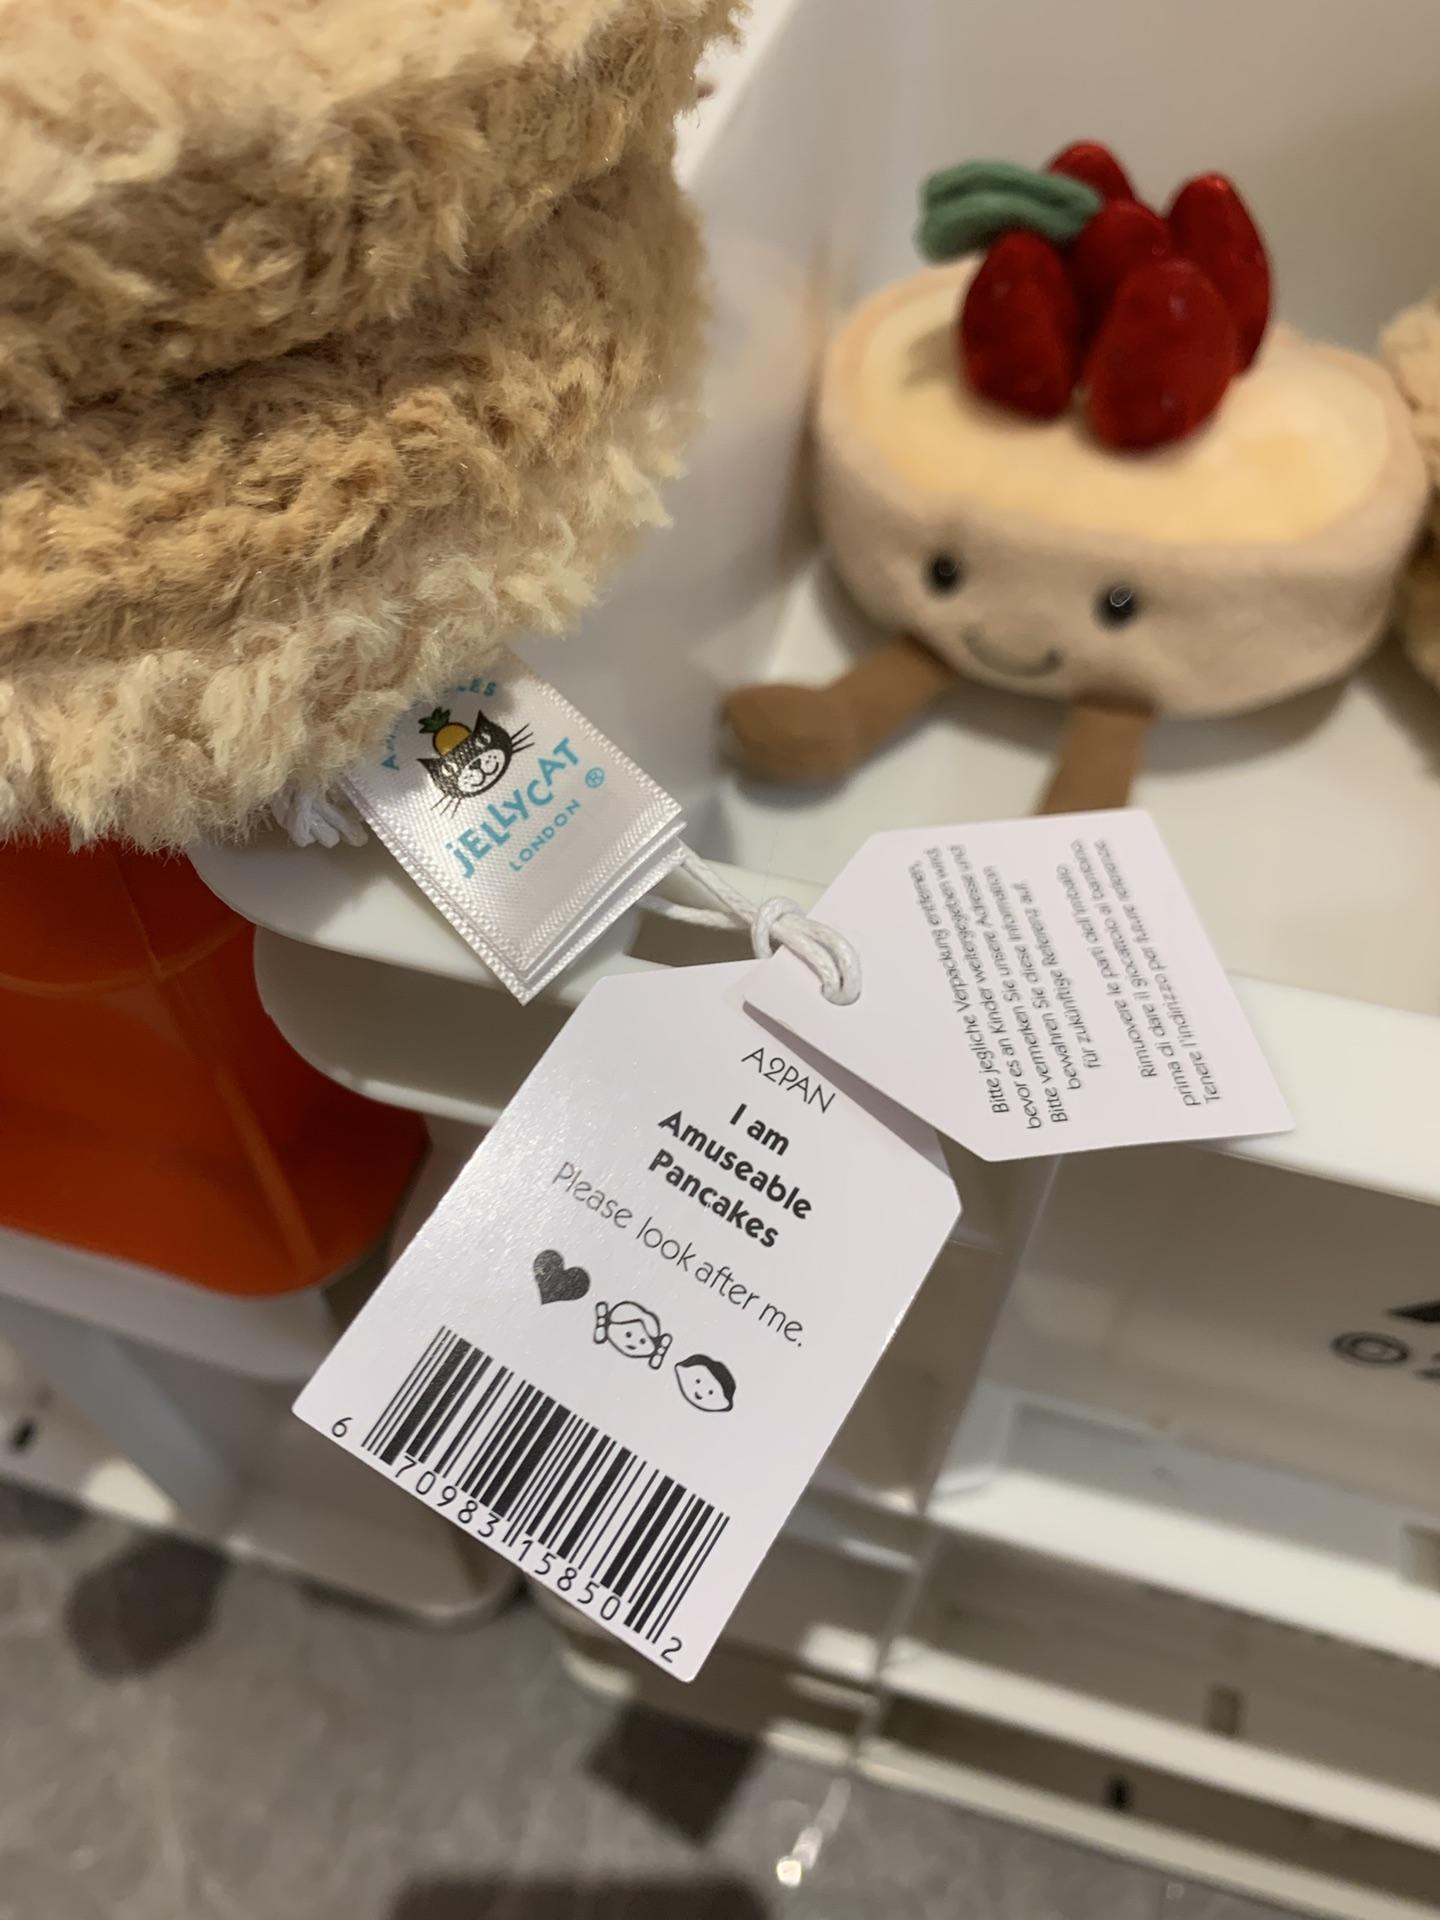 JELLYCAT
LONDON
®
A2PAN
I am
Amuseable
Pancakes
Please look after me.
6 70983 15850 2
Bitte jegliche Verpackung entfernen,
bevor es an Kinder weitergegeben wird.
Bitte vermerken Sie unsere Adresse und
bewahren Sie diese Information
für zukünftige Referenz auf.
Rimuovere le parti dell'imballo
prima di dare il giocattolo al bambino.
Tenere l'indirizzo per future referenze.
©